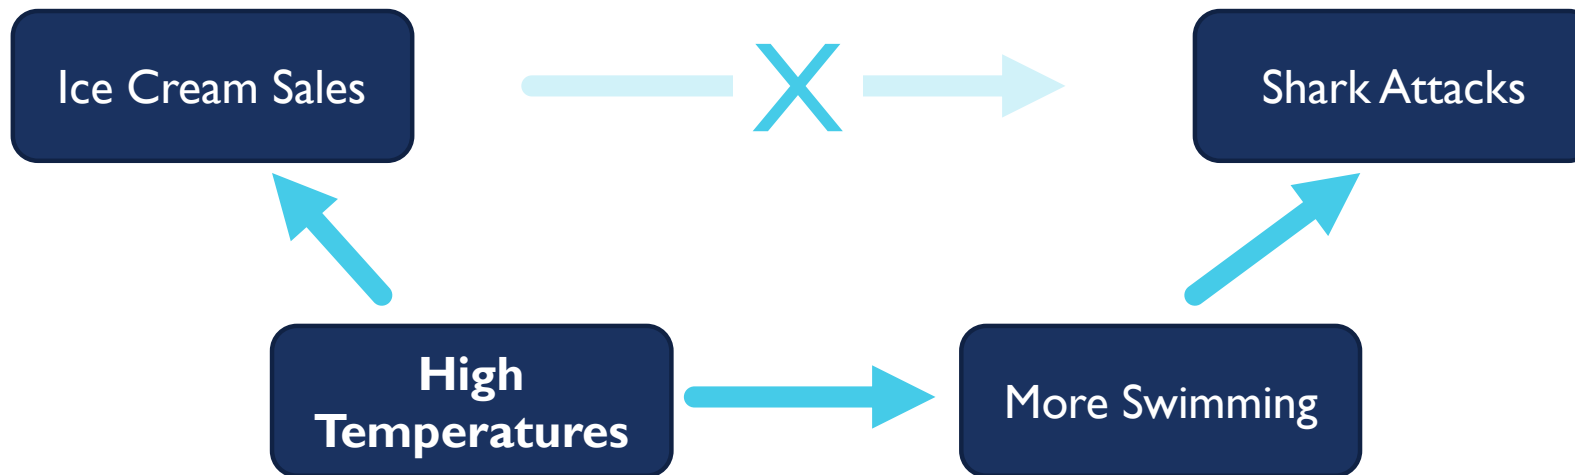 Ice Cream Sales
X
Shark Attacks
High
Temperatures
More Swimming